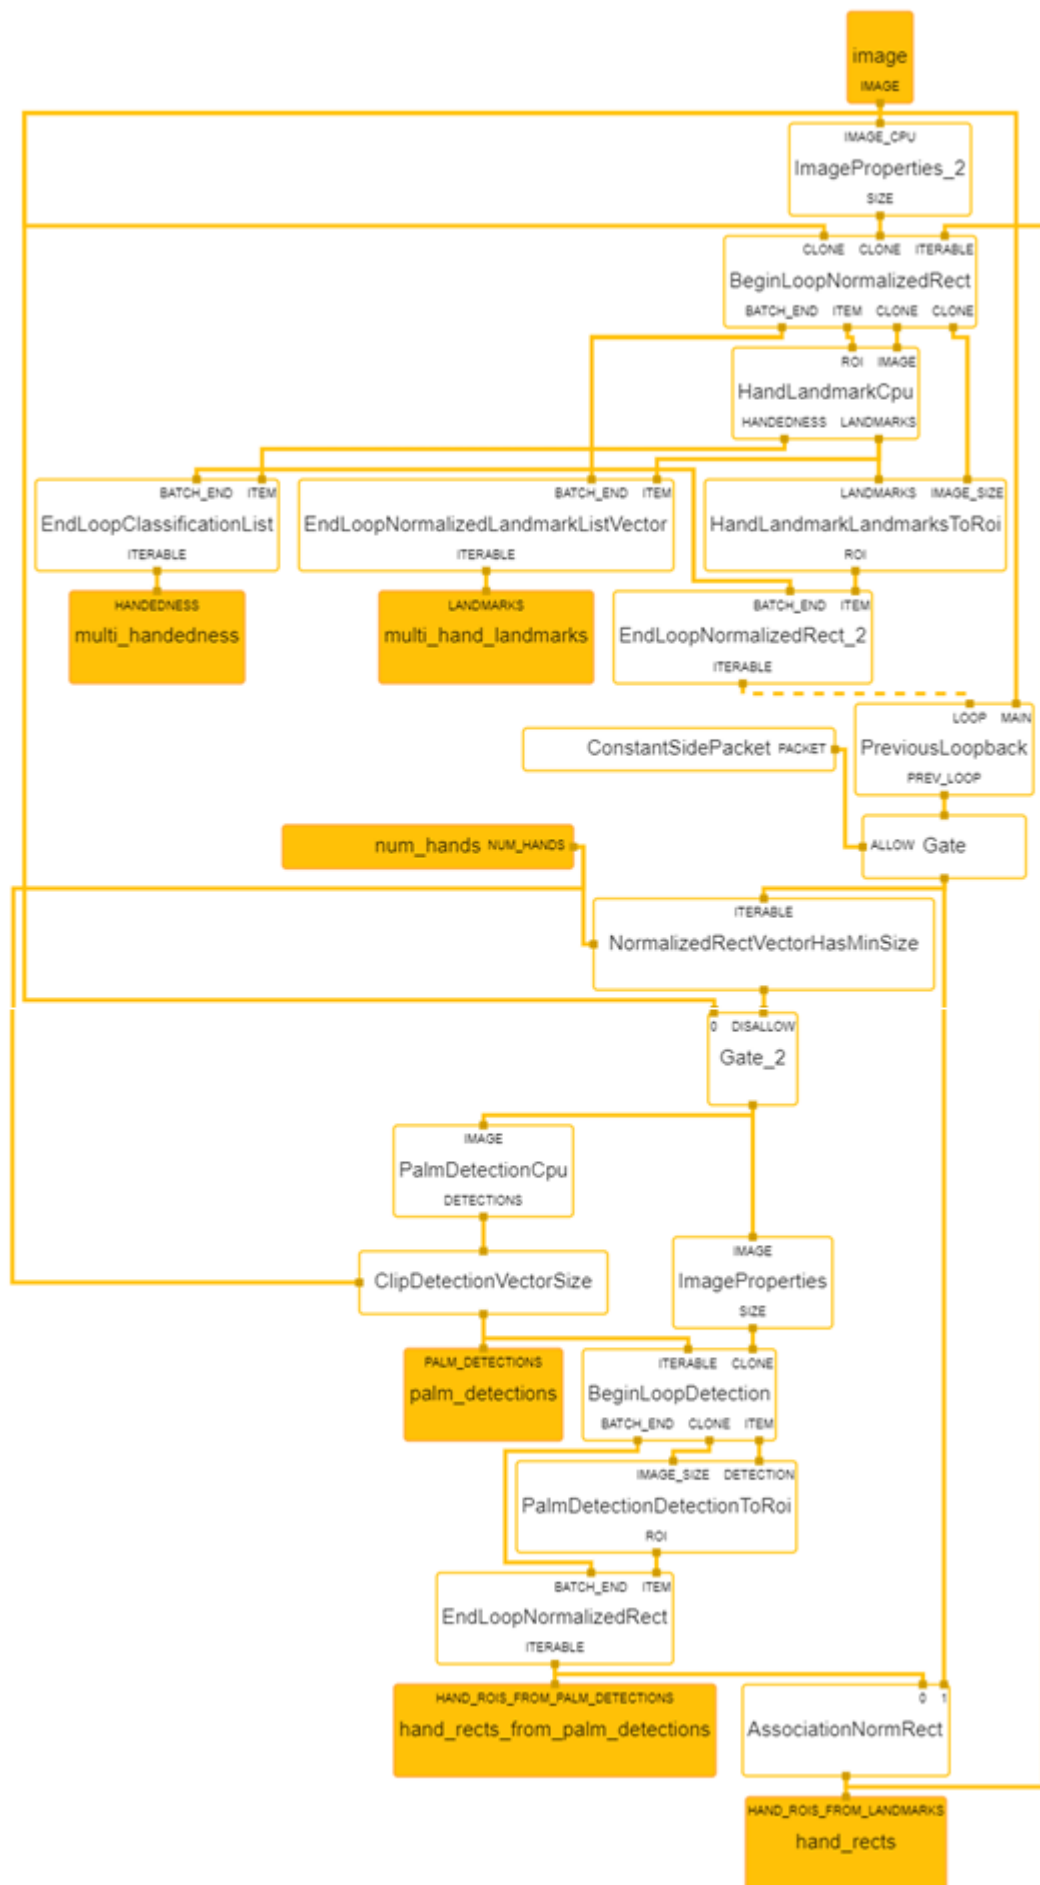 image
IMAGE
IMAGE_CPU
ImageProperties_2
SIZE
CLONE CLONE ITERABLE
BeginLoopNormalizedRect
BATCH_END ITEM CLONE CLONE
ROI IMAGE
HandLandmarkCpu
HANDEDNESS LANDMARKS
BATCH_END ITEM
EndLoopClassificationList
ITERABLE
BATCH_END ITEM
EndLoopNormalizedLandmarkListVector
ITERABLE
LANDMARKS IMAGE_SIZE
HandLandmarkLandmarksToRoi
ROI
HANDEDNESS
multi_handedness
LANDMARKS
multi_hand_landmarks
BATCH_END ITEM
EndLoopNormalizedRect_2
ITERABLE
LOOP MAIN
PreviousLoopback
PREV_LOOP
ConstantSidePacket PACKET
ALLOW Gate
num_hands NUM_HANDS
ITERABLE
NormalizedRectVectorHasMinSize
0 DISALLOW
Gate_2
IMAGE
PalmDetectionCpu
DETECTIONS
ClipDetectionVectorSize
IMAGE
ImageProperties
SIZE
PALM_DETECTIONS
palm_detections
ITERABLE CLONE
BeginLoopDetection
BATCH_END CLONE ITEM
IMAGE_SIZE DETECTION
PalmDetectionDetectionToRoi
ROI
BATCH_END ITEM
EndLoopNormalizedRect
ITERABLE
HAND_ROIS_FROM_PALM_DETECTIONS
hand_rects_from_palm_detections
0 1
AssociationNormRect
HAND_ROIS_FROM_LANDMARKS
hand_rects